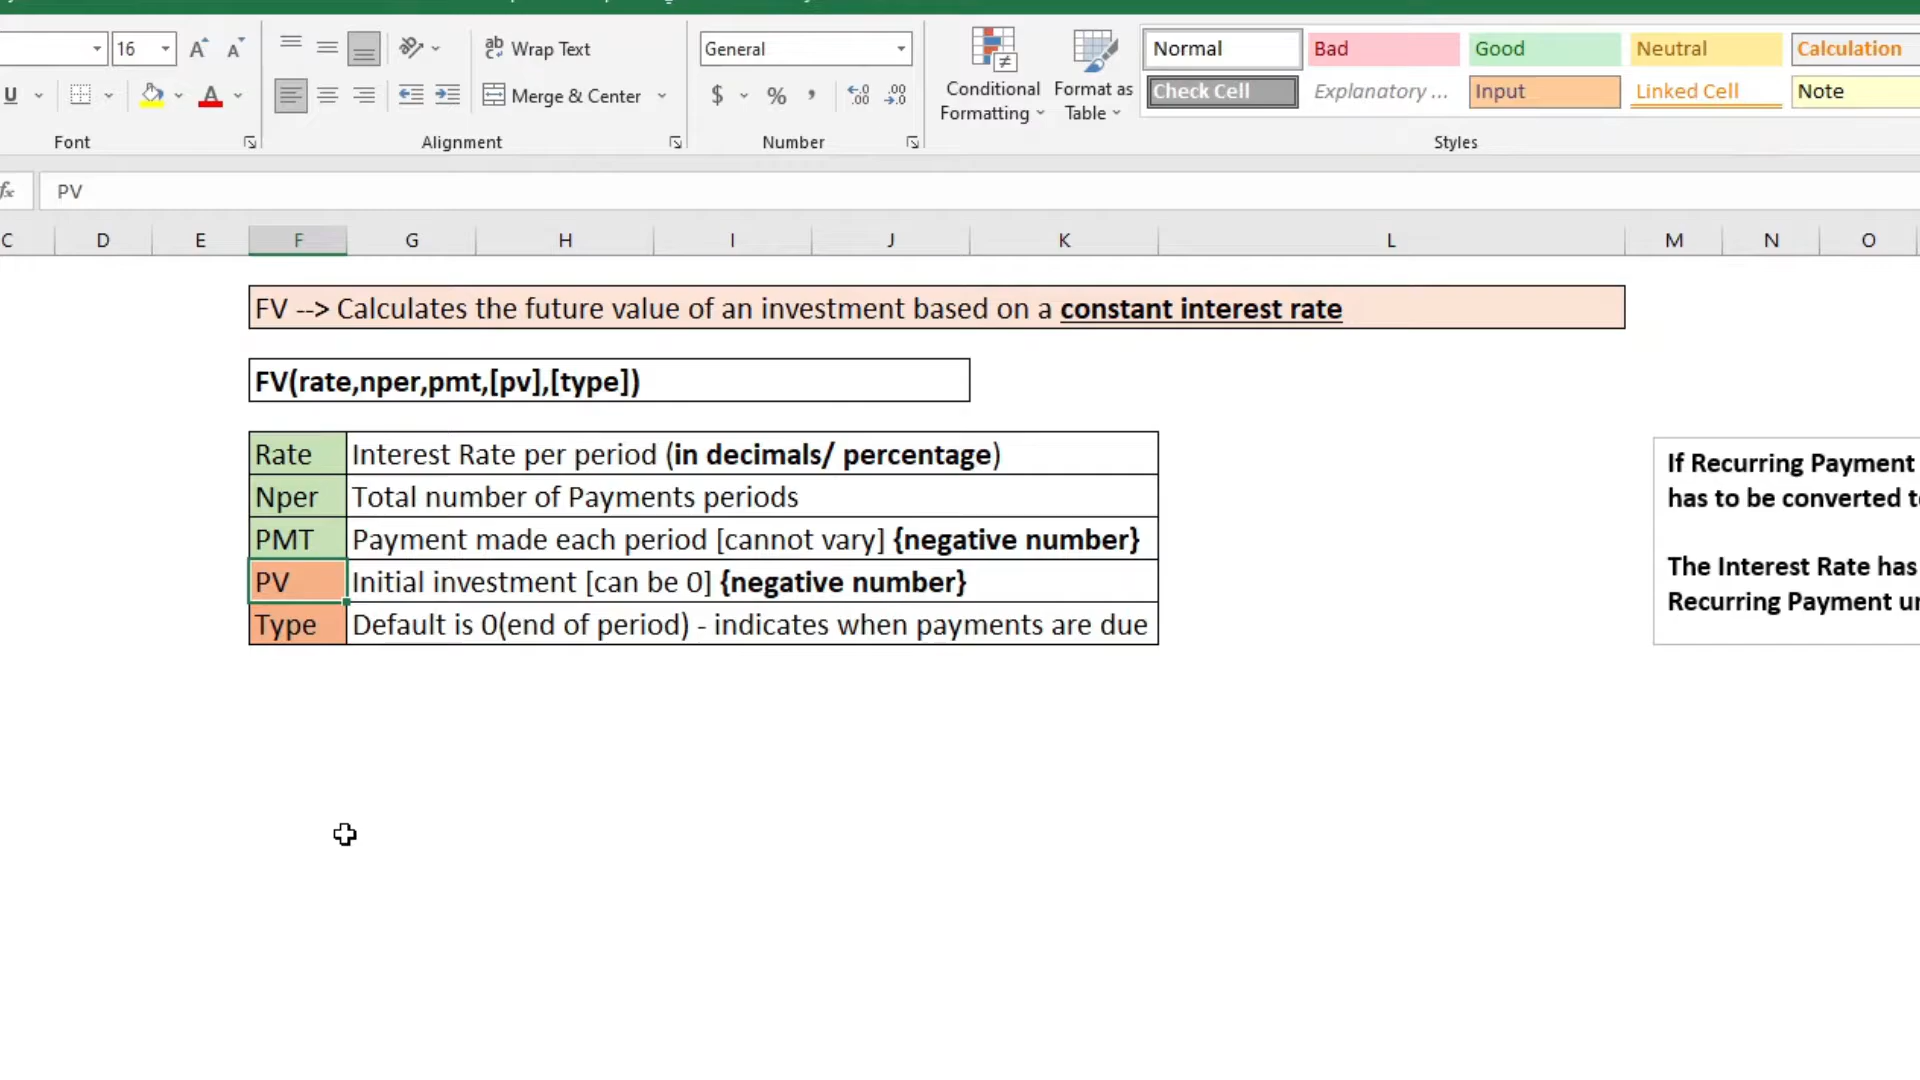 16
A
A
Wrap Text
General
Conditional
Formatting
Format as
Table
Normal
Bad
Good
Neutral
Calculation
Check Cell
Explanatory ...
Input
Linked Cell
Note
U
A
Merge & Center
$
%
,
.00
.00
Font
Alignment
Number
Styles
fx
PV
C
D
E
F
G
H
I
J
K
L
M
N
O
FV --> Calculates the future value of an investment based on a constant interest rate
FV(rate,nper,pmt,[pv],[type])
Rate
Interest Rate per period (in decimals/ percentage)
Nper
Total number of Payments periods
PMT
Payment made each period [cannot vary] {negative number}
PV
Initial investment [can be 0] {negative number}
Type
Default is 0(end of period) - indicates when payments are due
If Recurring Payment
has to be converted
The Interest Rate has
Recurring Payment